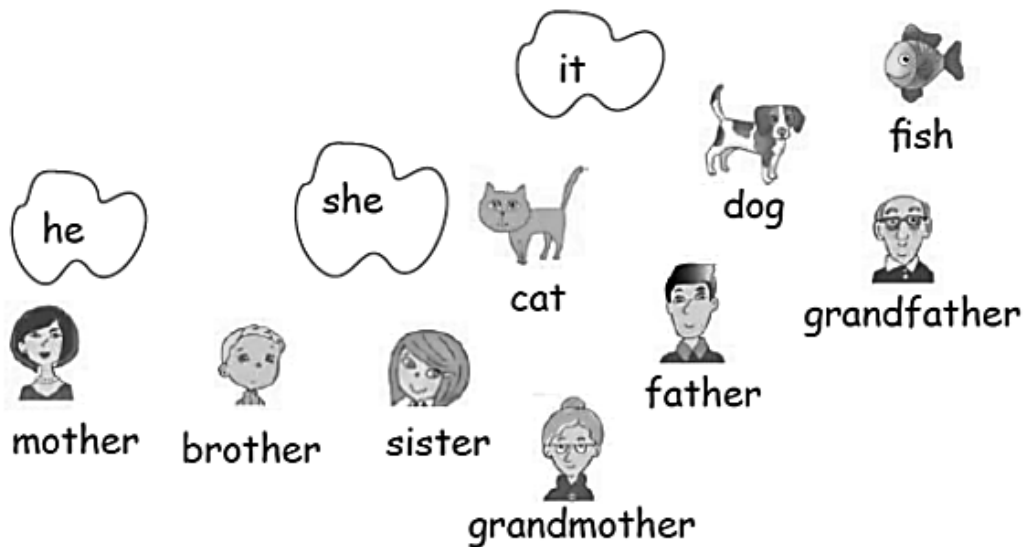 it
fish
she
dog
he
cat
grandfather
father
mother
brother
sister
grandmother